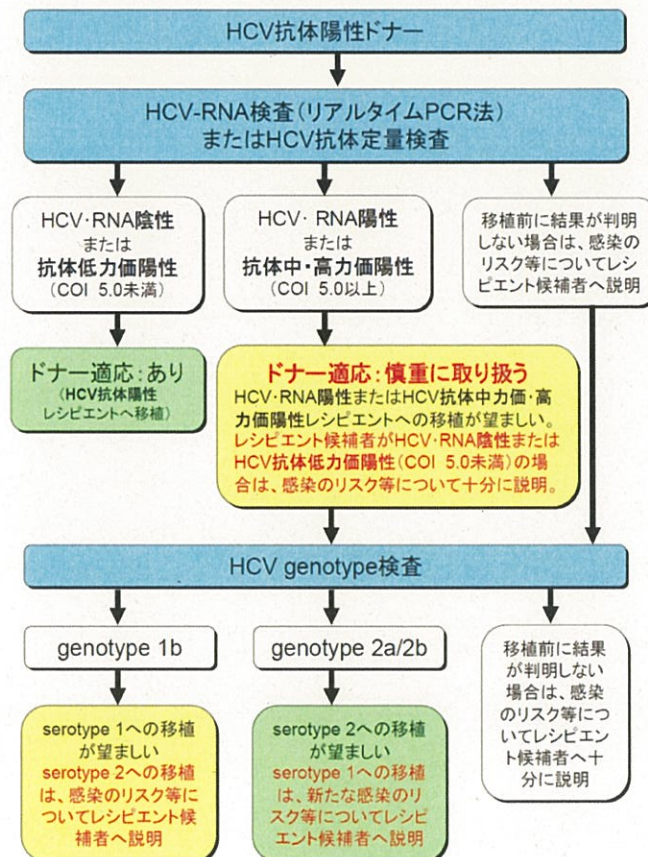 HCV抗体陽性ドナー
HCV-RNA検査(リアルタイムPCR法)
またはHCV抗体定量検査
HCV・RNA陰性
または
抗体低力価陽性
(COI 5.0未満)
HCV・ RNA陽性
または
抗体中・高力価陽性
(COI 5.0以上)
移植前に結果が判明
しない場合は、感染の
リスク等についてレシ
ピエント候補者へ説明
ドナー適応:あり
(HCV抗体陽性
レシピエントへ移植)
ドナー適応:慎重に取り扱う
HCV・RNA陽性またはHCV抗体中力価・高
力価陽性レシピエントへの移植が望ましい。
レシピエント候補者がHCV・RNA陰性または
HCV抗体低力価陽性(COI 5.0未満)の場
合は、感染のリスク等について十分に説明。
HCV genotype検査
genotype 1b
genotype 2a/2b
移植前に結果
が判明しない
場合は、感染
のリスク等につ
いてレシピエン
ト候補者へ十
分に説明
serotype 1への移植
が望ましい
serotype 2への移植
は、感染のリスク等に
ついてレシピエント候
補者へ説明
serotype 2への移植
が望ましい
serotype 1への移植
は、新たな感染のリ
スク等についてレシピ
エント候補者へ説明